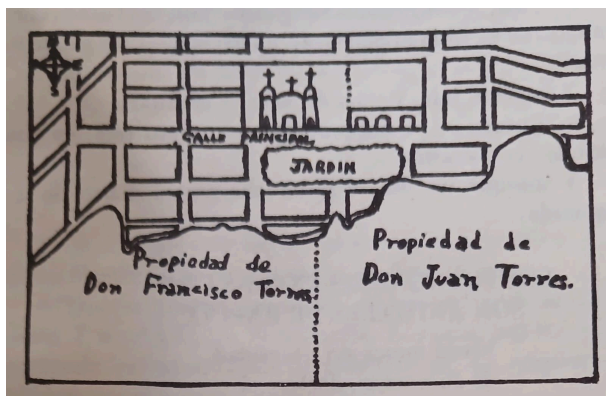 CALLE PRINCIPAL
JARDIN
Propiedad de
Don Francisco Torres
Propiedad de
Don Juan Torres.